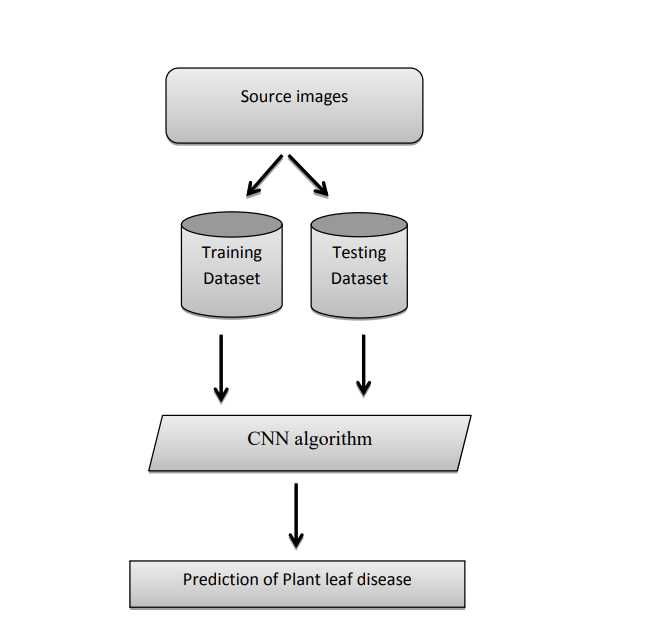 Source images
Training
Dataset
Testing
Dataset
CNN algorithm
Prediction of Plant leaf disease